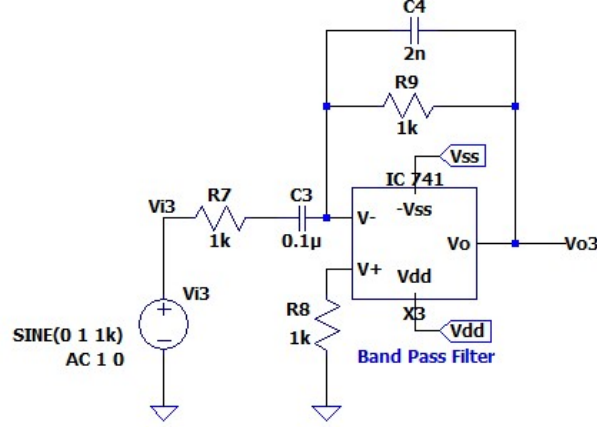 C4
2n
R9
1k
Vss
IC 741
R7
C3
Vi3
V-
-Vss
1k
0.1µ
Vo
Vo3
V+
Vdd
Vi3
R8
X3
SINE(0 1 1k)
1k
Vdd
AC 1 0
Band Pass Filter